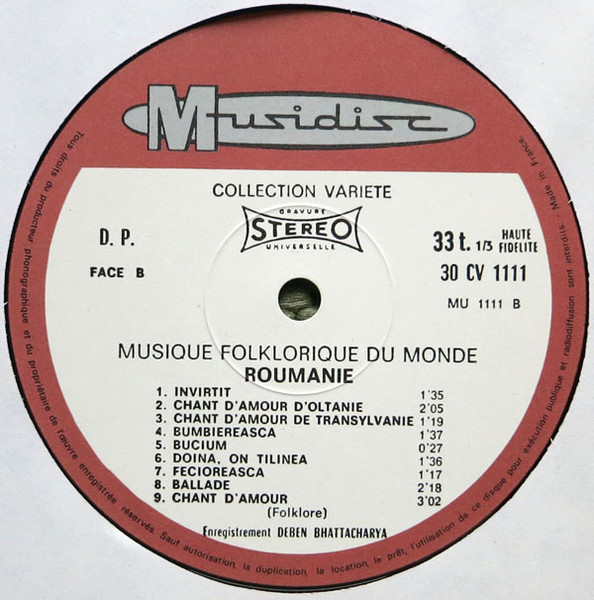 Musidisc
COLLECTION VARIETE
GRAVURE
STEREO
UNIVERSELLE
D. P.
FACE B
33 t. 1/3 HAUTE FIDELITE
30 CV 1111
MU 1111 B
MUSIQUE FOLKLORIQUE DU MONDE
ROUMANIE
1. INVIRTIT 1'35
2. CHANT D'AMOUR D'OLTANIE 2'05
3. CHANT D'AMOUR DE TRANSYLVANIE 1'19
4. BUMBIEREASCA 1'37
5. BUCIUM 0'27
6. DOINA, ON TILINEA 1'36
7. FECIOREASCA 1'17
8. BALLADE 2'18
9. CHANT D'AMOUR 3'02
(Folklore)
Enregistrement DEBEN BHATTACHARYA
Tous droits du producteur phonographique et du propriétaire de l'œuvre enregistrée réservés. Sauf autorisation, la duplication, la location, le prêt, l'utilisation de ce disque pour exécution publique et radiodiffusion sont interdits. Made in France.